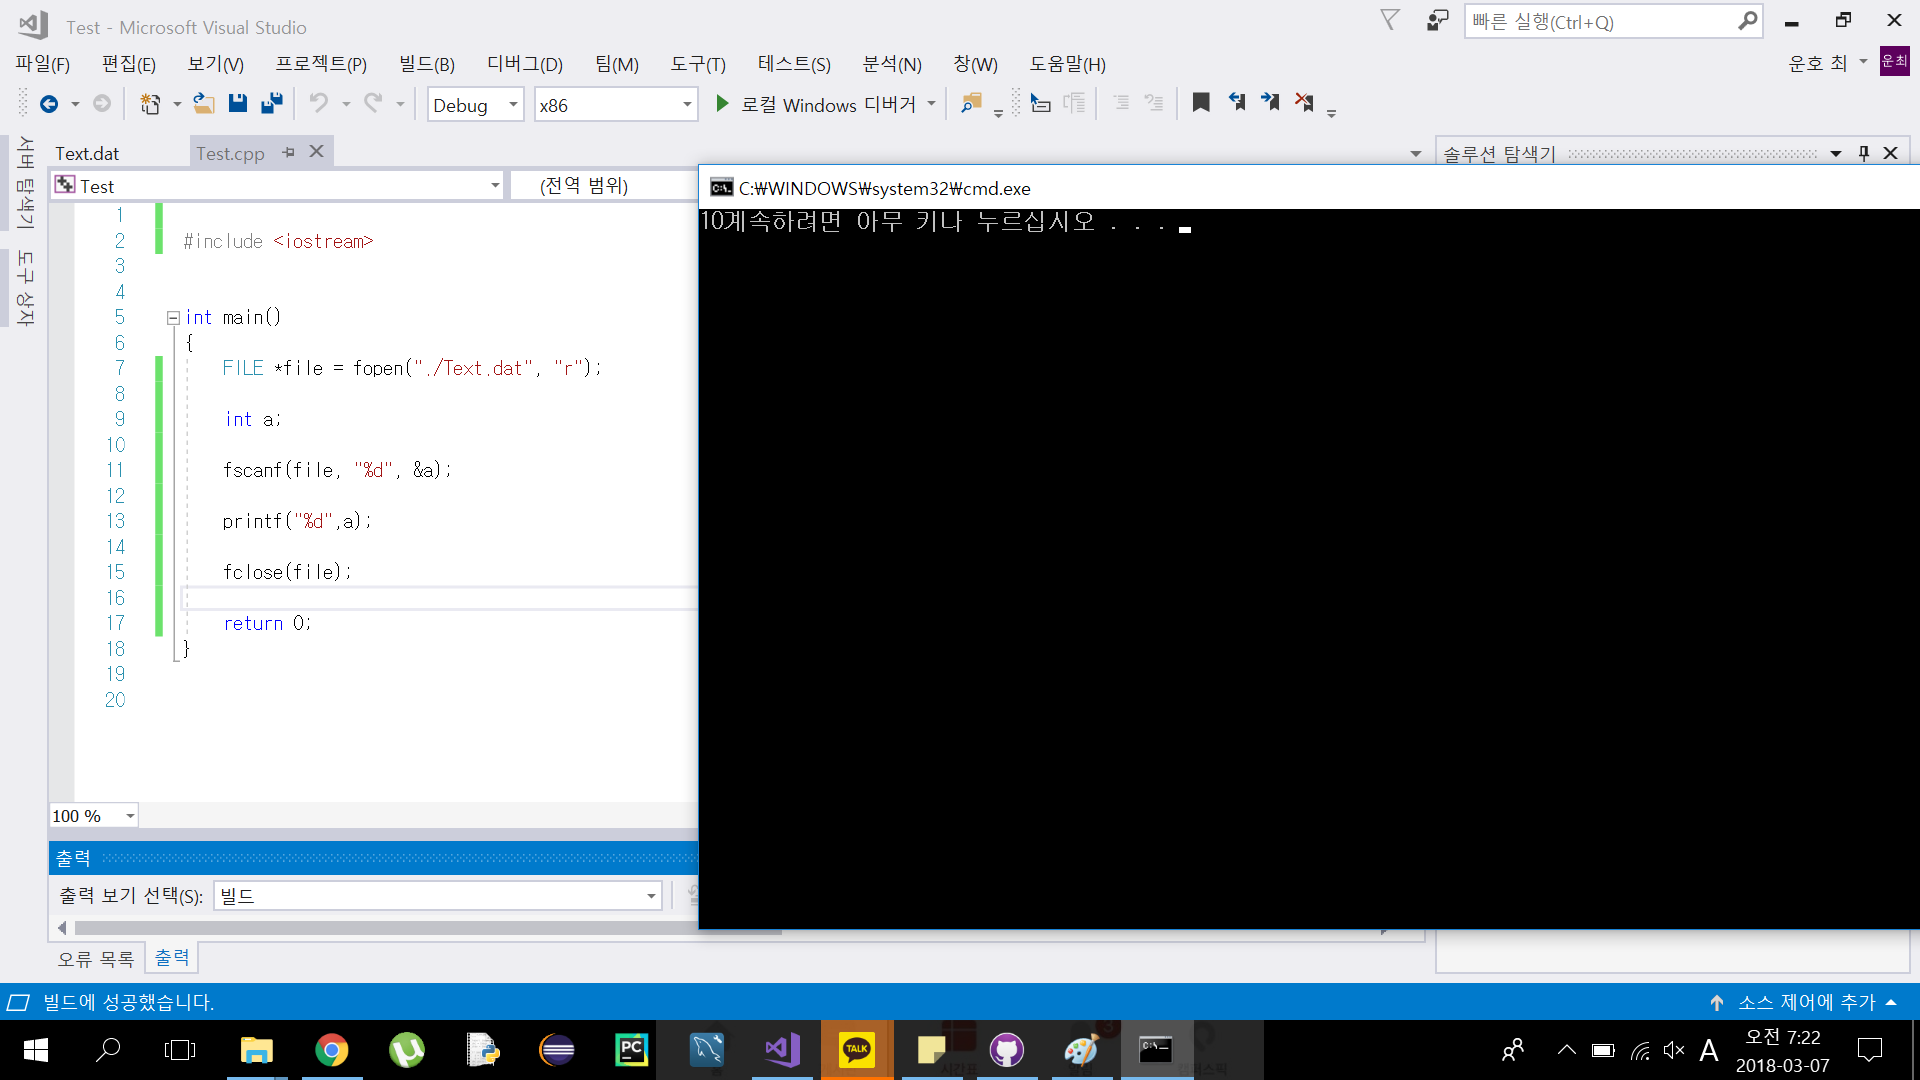 Test - Microsoft Visual Studio
빠른 실행(Ctrl+Q)
파일(F) 편집(E) 보기(V) 프로젝트(P) 빌드(B) 디버그(D) 팀(M) 도구(T) 테스트(S) 분석(N) 창(W) 도움말(H)
운호 최 운최
Debug x86 로컬 Windows 디버거
서버 탐색기
도구 상자
Text.dat Test.cpp
솔루션 탐색기
Test (전역 범위)
C:₩WINDOWS₩system32₩cmd.exe
10계속하려면 아무 키나 누르십시오 . . .
1
2 #include <iostream>
3
4
5 int main()
6 {
7 FILE *file = fopen("./Text.dat", "r");
8
9 int a;
10
11 fscanf(file, "%d", &a);
12
13 printf("%d",a);
14
15 fclose(file);
16
17 return 0;
18 }
19
20
100 %
출력
출력 보기 선택(S): 빌드
오류 목록 출력
빌드에 성공했습니다.
소스 제어에 추가
PC
TALK
시간표
3
C:\.
A
오전 7:22
2018-03-07